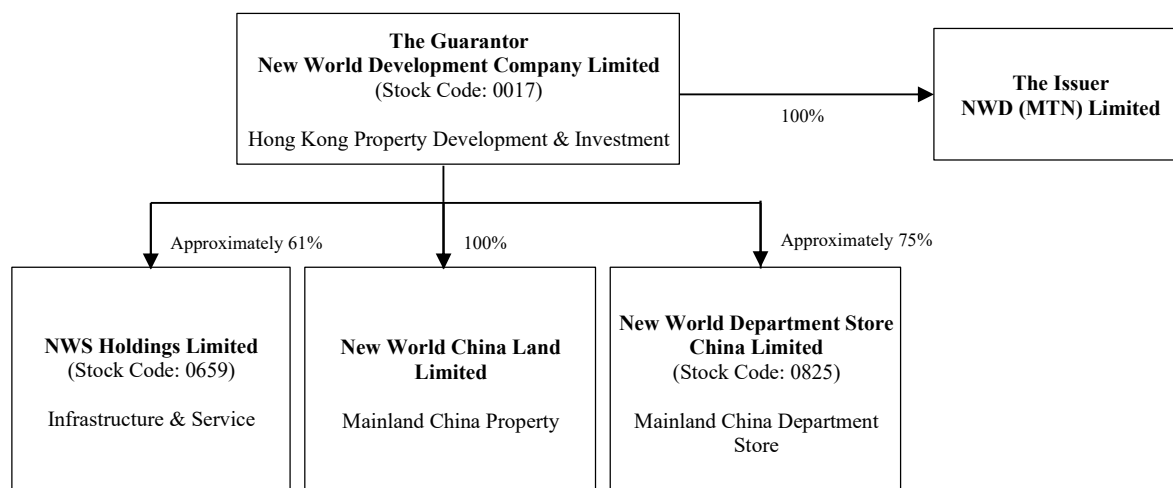 The Guarantor
New World Development Company Limited
(Stock Code: 0017)
Hong Kong Property Development & Investment
100%
The Issuer
NWD (MTN) Limited
Approximately 61%
100%
Approximately 75%
NWS Holdings Limited
(Stock Code: 0659)
Infrastructure & Service
New World China Land
Limited
Mainland China Property
New World Department Store
China Limited
(Stock Code: 0825)
Mainland China Department
Store